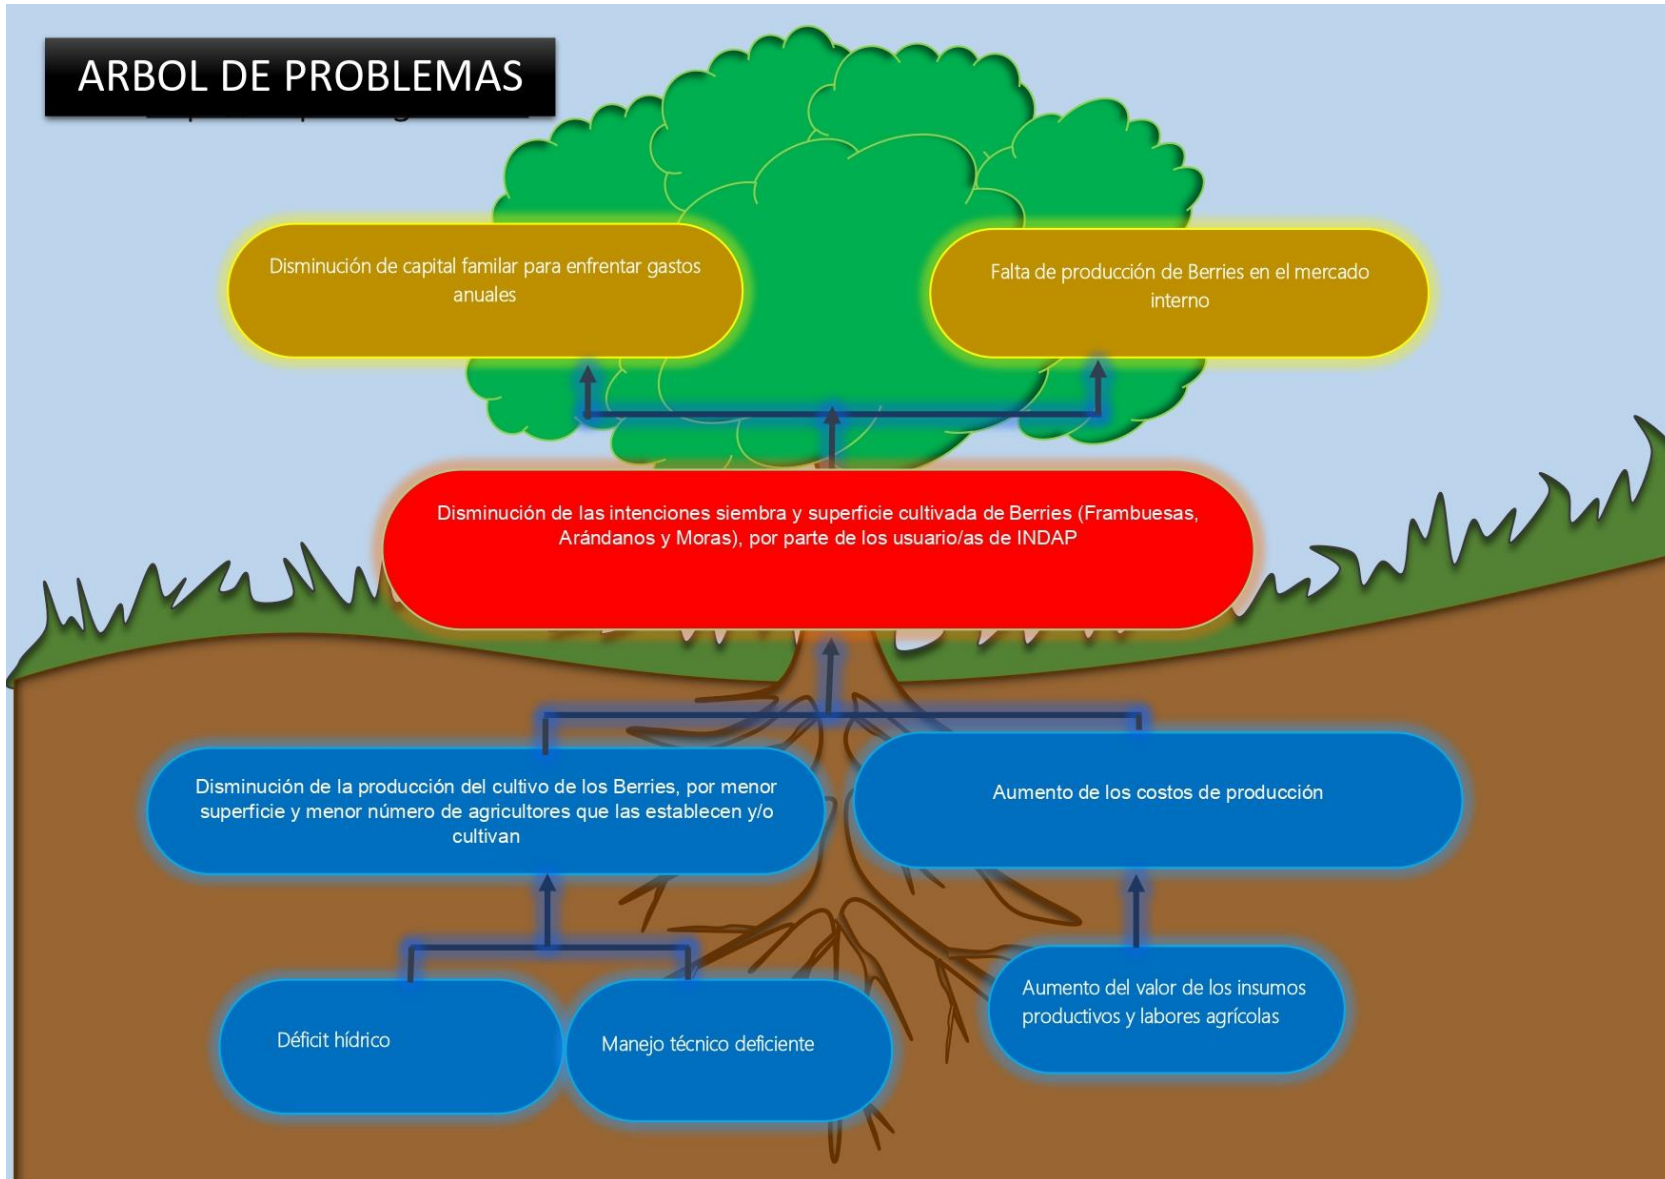 ARBOL DE PROBLEMAS
Disminución de capital familar para enfrentar gastos
anuales
Falta de producción de Berries en el mercado
interno
Disminución de las intenciones siembra y superficie cultivada de Berries (Frambuesas,
Arándanos y Moras), por parte de los usuario/as de INDAP
Disminución de la producción del cultivo de los Berries, por menor
superficie y menor número de agricultores que las establecen y/o
cultivan
Aumento de los costos de producción
Déficit hídrico
Manejo técnico deficiente
Aumento del valor de los insumos
productivos y labores agrícolas